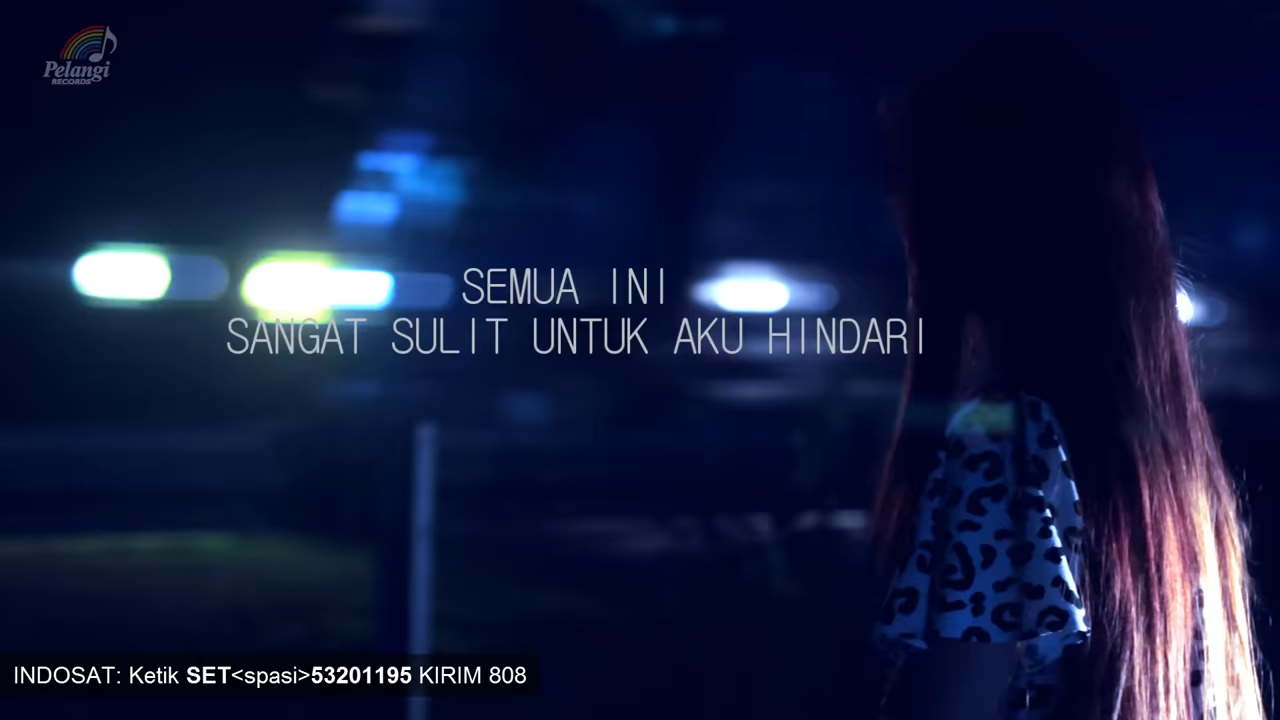 Pelangi
RECORDS
SEMUA INI
SANGAT SULIT UNTUK AKU HINDARI
INDOSAT: Ketik SET<spasi>53201195 KIRIM 808